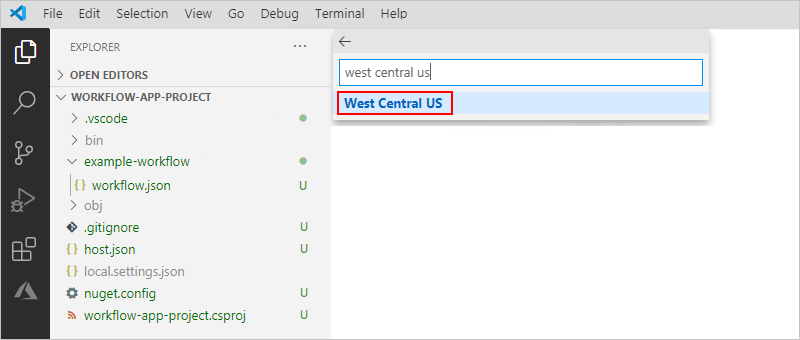 File Edit Selection View Go Debug Terminal Help
EXPLORER ...
OPEN EDITORS
WORKFLOW-APP-PROJECT
.vscode
bin
example-workflow
{ } workflow.json U
obj
.gitignore U
{ } host.json U
{ } local.settings.json
nuget.config U
workflow-app-project.csproj U
west central us
West Central US